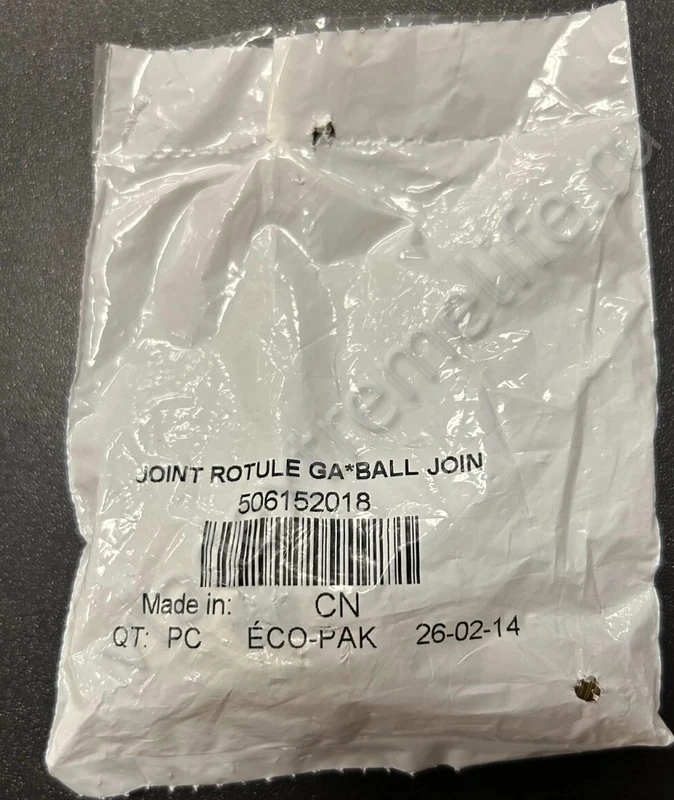 JOINT ROTULE GA*BALL JOIN
506152018
Made in: CN
QT: PC ÉCO-PAK 26-02-14